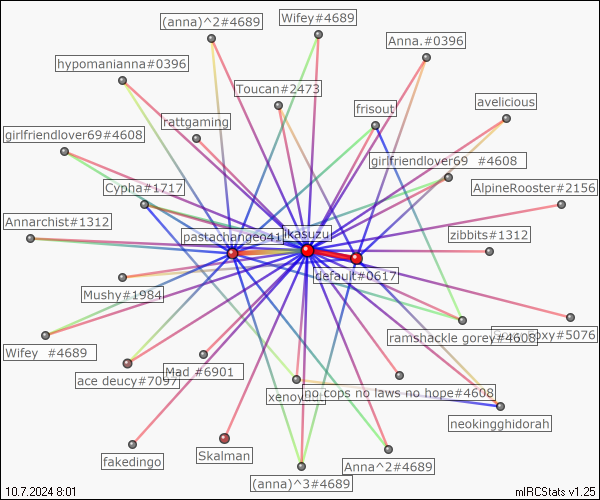 (anna)^2#4689
Wifey#4689
Anna.#0396
hypomanianna#0396
Toucan#2473
avelicious
frisout
rattgaming
girlfriendlover69#4608
girlfriendlover69 #4608
Cypha#1717
AlpineRooster#2156
Annarchist#1312
zibbits#1312
pastachangeo41
ikasuzu
default#0617
Mushy#1984
ramshackle gorey#4608
oxy#5076
Wifey #4689
ace deucy#7097
Mad #6901
xenoy
no cops no laws no hope#4608
neokingghidorah
fakedingo
Skalman
Anna^2#4689
(anna)^3#4689
10.7.2024 8:01
mIRCStats v1.25